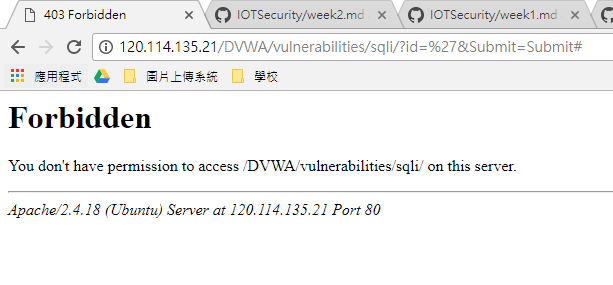 403 Forbidden
IOTSecurity/week2.md
IOTSecurity/week1.md
120.114.135.21/DVWA/vulnerabilities/sqli/?id=%27&Submit=Submit#
應用程式 圖片上傳系統 學校
Forbidden
You don't have permission to access /DVWA/vulnerabilities/sqli/ on this server.
Apache/2.4.18 (Ubuntu) Server at 120.114.135.21 Port 80